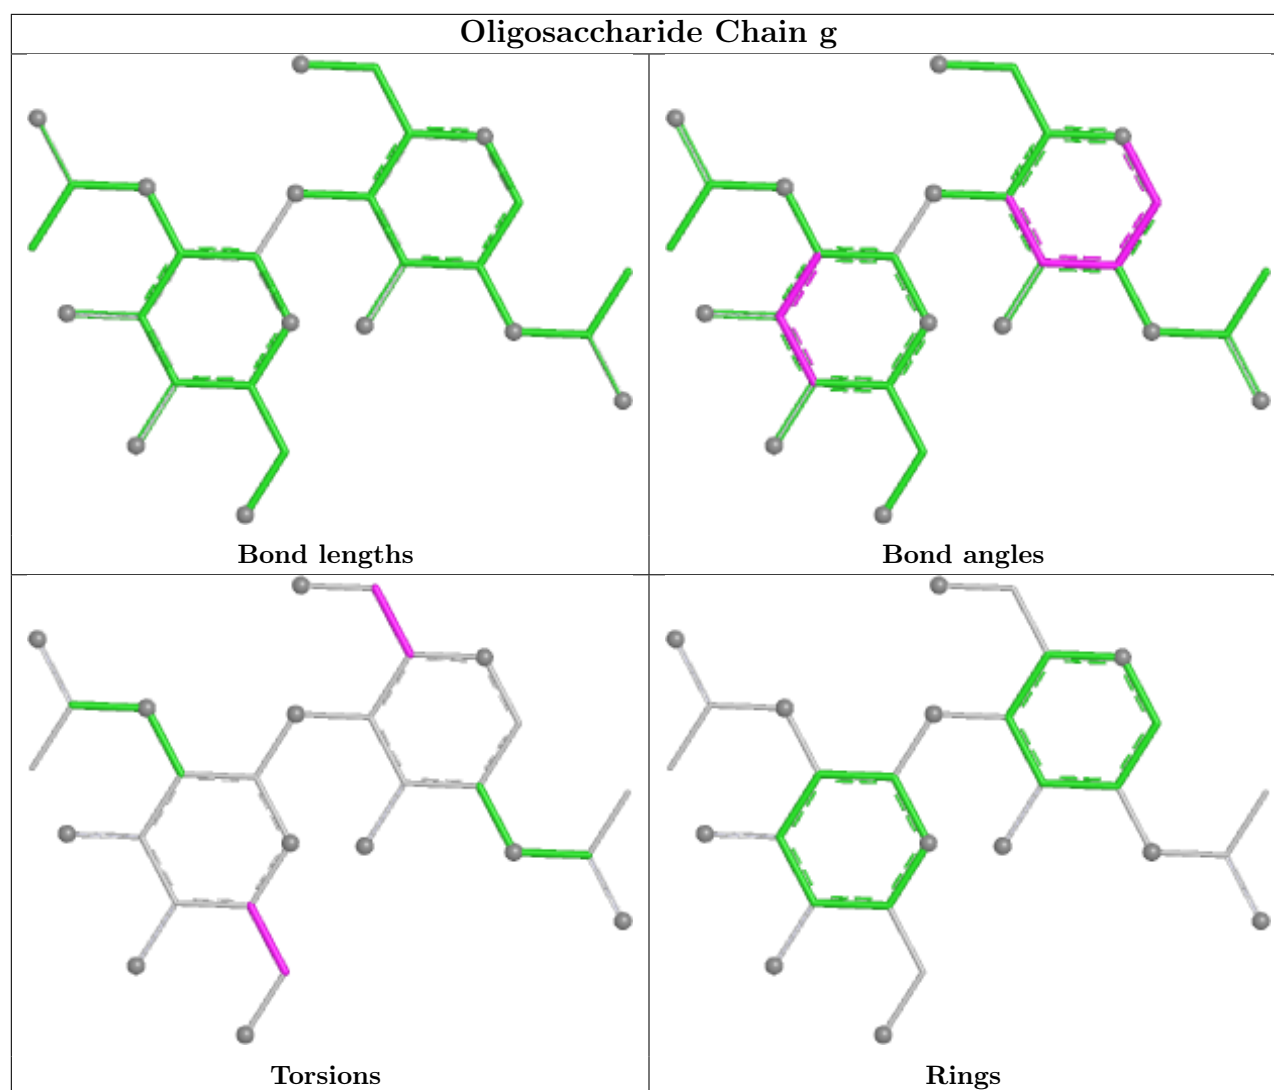 Oligosaccharide Chain g
Bond lengths
Bond angles
Torsions
Rings